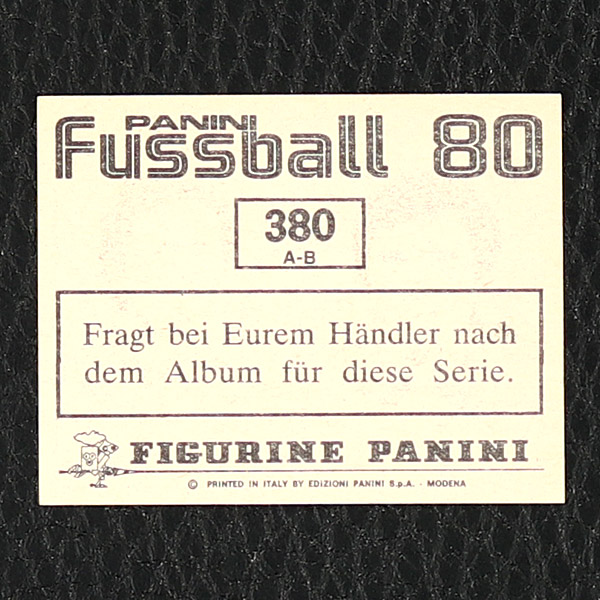 PANINI
Fussball 80
380
A-B
Fragt bei Eurem Händler nach
dem Album für diese Serie.
FIGURINE PANINI
© PRINTED IN ITALY BY EDIZIONI PANINI S.p.A. - MODENA